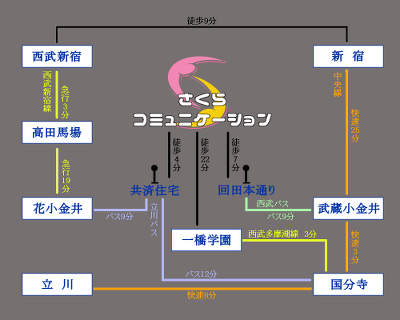 徒歩9分
西武新宿
新宿
西武新宿線
急行3分
中央線
快速25分
さくら
コミュニケーション
高田馬場
徒歩4分
徒歩22分
徒歩7分
急行19分
共済住宅
回田本通り
花小金井
バス9分
立川バス
西武バス
バス9分
武蔵小金井
一橋学園
西武多摩湖線 3分
快速3分
バス12分
立川
快速9分
国分寺